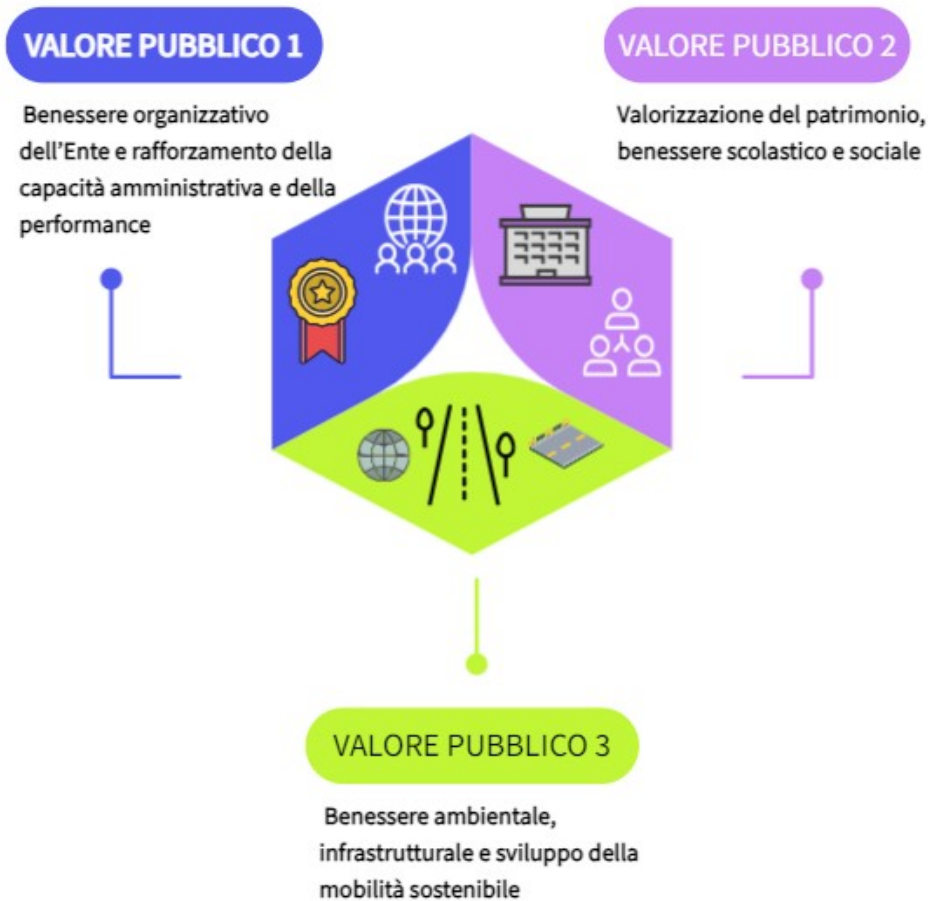 VALORE PUBBLICO 1
Benessere organizzativo
dell'Ente e rafforzamento della
capacità amministrativa e della
performance
VALORE PUBBLICO 2
Valorizzazione del patrimonio,
benessere scolastico e sociale
VALORE PUBBLICO 3
Benessere ambientale,
infrastrutturale e sviluppo della
mobilità sostenibile